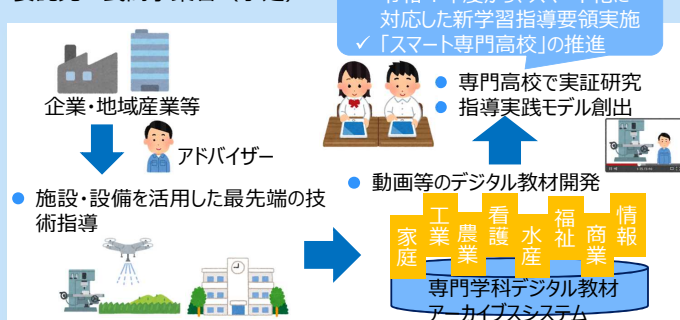 対応した新学習指導要領実施
✓ 「スマート専門高校」の推進
企業・地域産業等
アドバイザー
● 施設・設備を活用した最先端の技
術指導
● 専門高校で実証研究
● 指導実践モデル創出
● 動画等のデジタル教材開発
家庭
工業
農業
看護
水産
福祉
商業
情報
専門学科デジタル教材
アーカイブスシステム